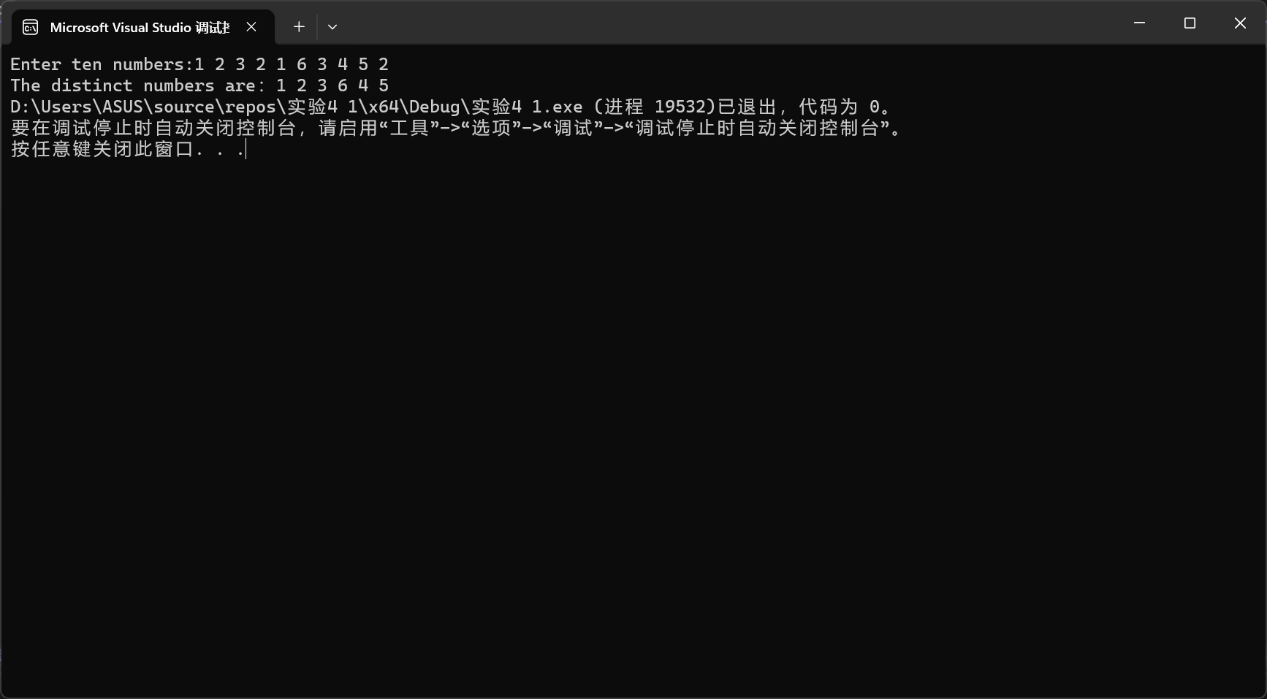 Microsoft Visual Studio 调试
Enter ten numbers:1 2 3 2 1 6 3 4 5 2
The distinct numbers are: 1 2 3 6 4 5
D:\Users\ASUS\source\repos\实验4 1\x64\Debug\实验4 1.exe (进程 19532)已退出，代码为 0。
要在调试停止时自动关闭控制台，请启用“工具”->“选项”->“调试”->“调试停止时自动关闭控制台”。
按任意键关闭此窗口. . .